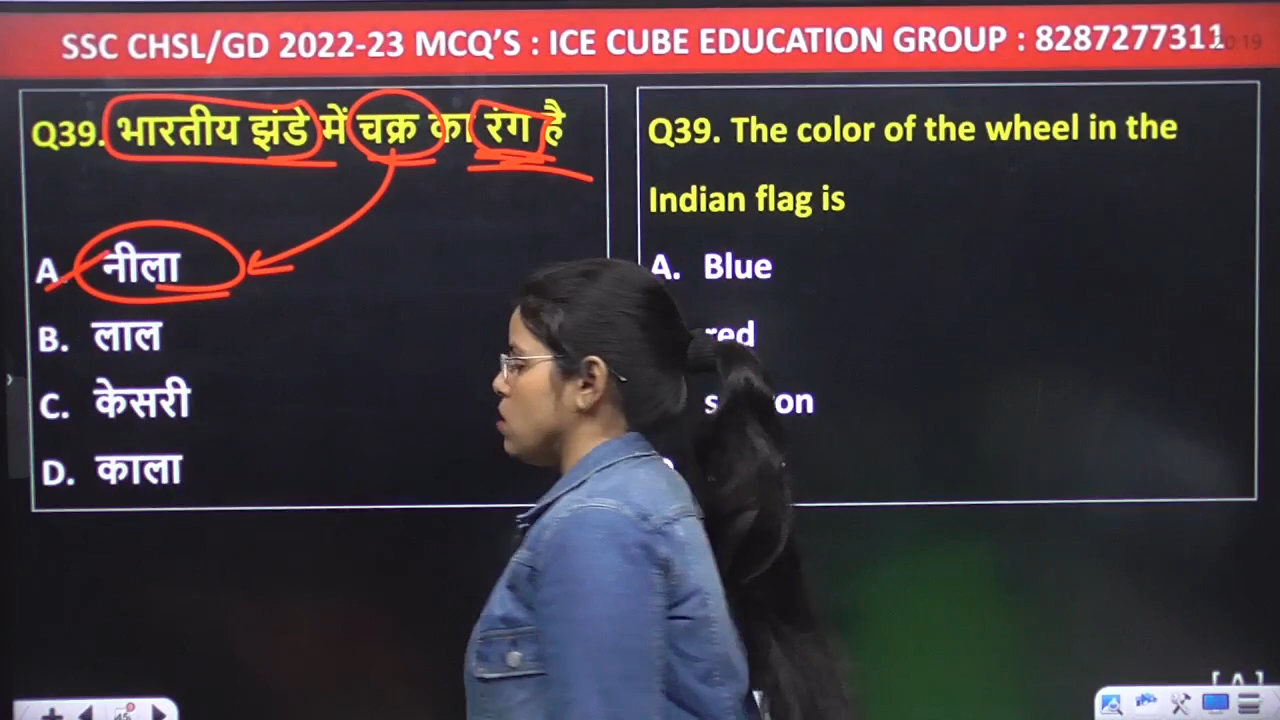 SSC CHSL/GD 2022-23 MCQ'S : ICE CUBE EDUCATION GROUP : 8287277311
Q39. भारतीय झंडे में चक्र का रंग है
A. नीला
B. लाल
C. केसरी
D. काला
Q39. The color of the wheel in the
Indian flag is
A. Blue
red
[A]